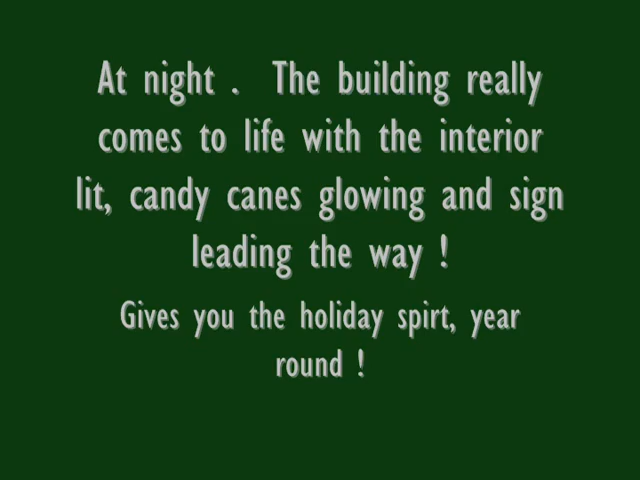 At night . The building really
comes to life with the interior
lit, candy canes glowing and sign
leading the way !
Gives you the holiday spirt, year
round !